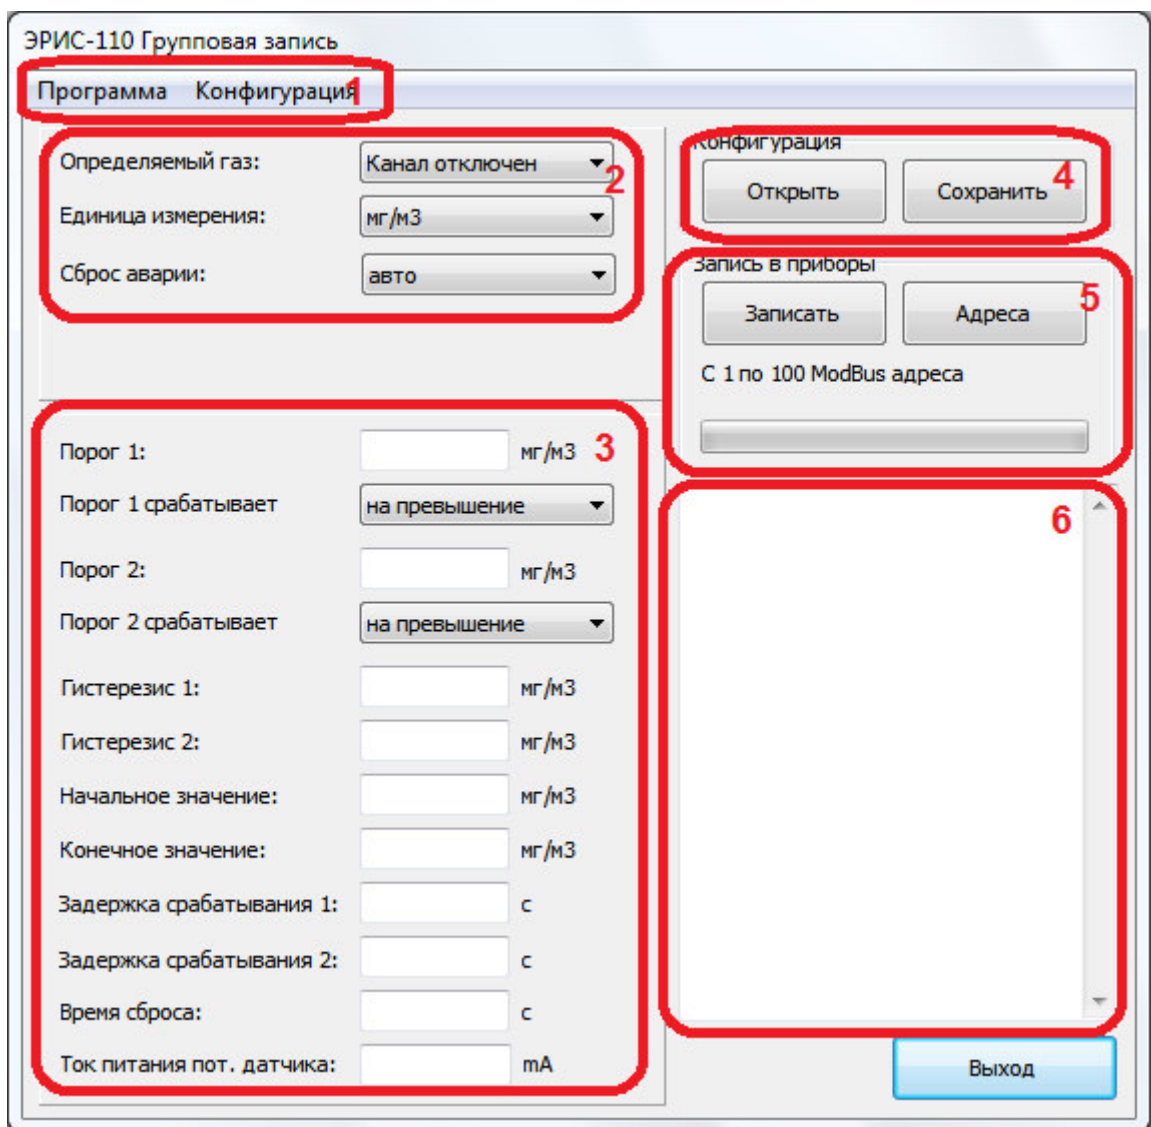 ЭРИС-110 Групповая запись
Программа Конфигурация 1
Определяемый газ: Канал отключен 2
Единица измерения: мг/м3
Сброс аварии: авто
Конфигурация
Открыть Сохранить 4
Запись в приборы
Записать Адреса 5
С 1 по 100 ModBus адреса
Порог 1: мг/м3 3
Порог 1 срабатывает на превышение
Порог 2: мг/м3
Порог 2 срабатывает на превышение
Гистерезис 1: мг/м3
Гистерезис 2: мг/м3
Начальное значение: мг/м3
Конечное значение: мг/м3
Задержка срабатывания 1: с
Задержка срабатывания 2: с
Время сброса: с
Ток питания пот. датчика: mA
6
Выход